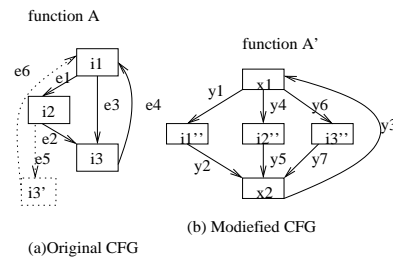 function A
function A'
e6
i1
e1
e3
e4
i2
e2
e5
i3
i3'
x1
y1
y4
y6
y3
i1''
i2''
i3''
y2
y5
y7
x2
(a)Original CFG
(b) Modiefied CFG